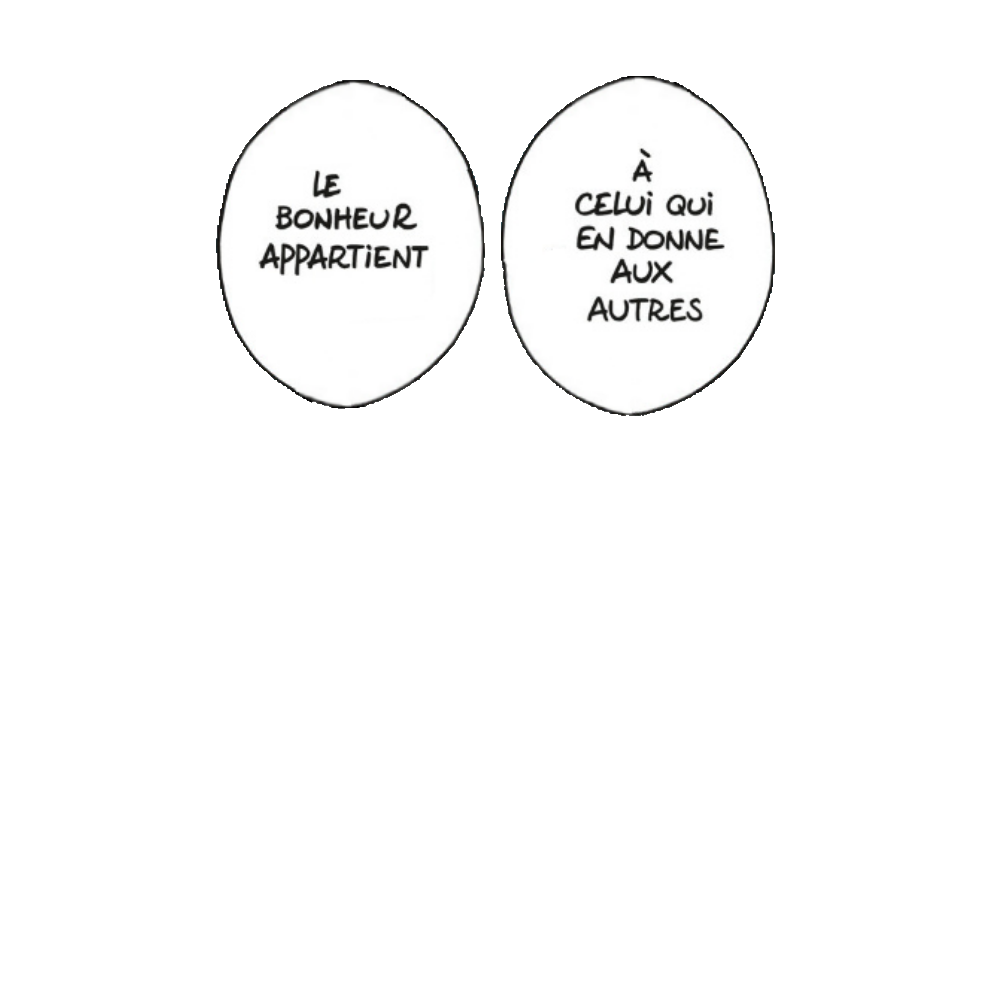 LE
BONHEUR
APPARTiENT
À
CELUi QUi
EN DONNE
AUX
AUTRES